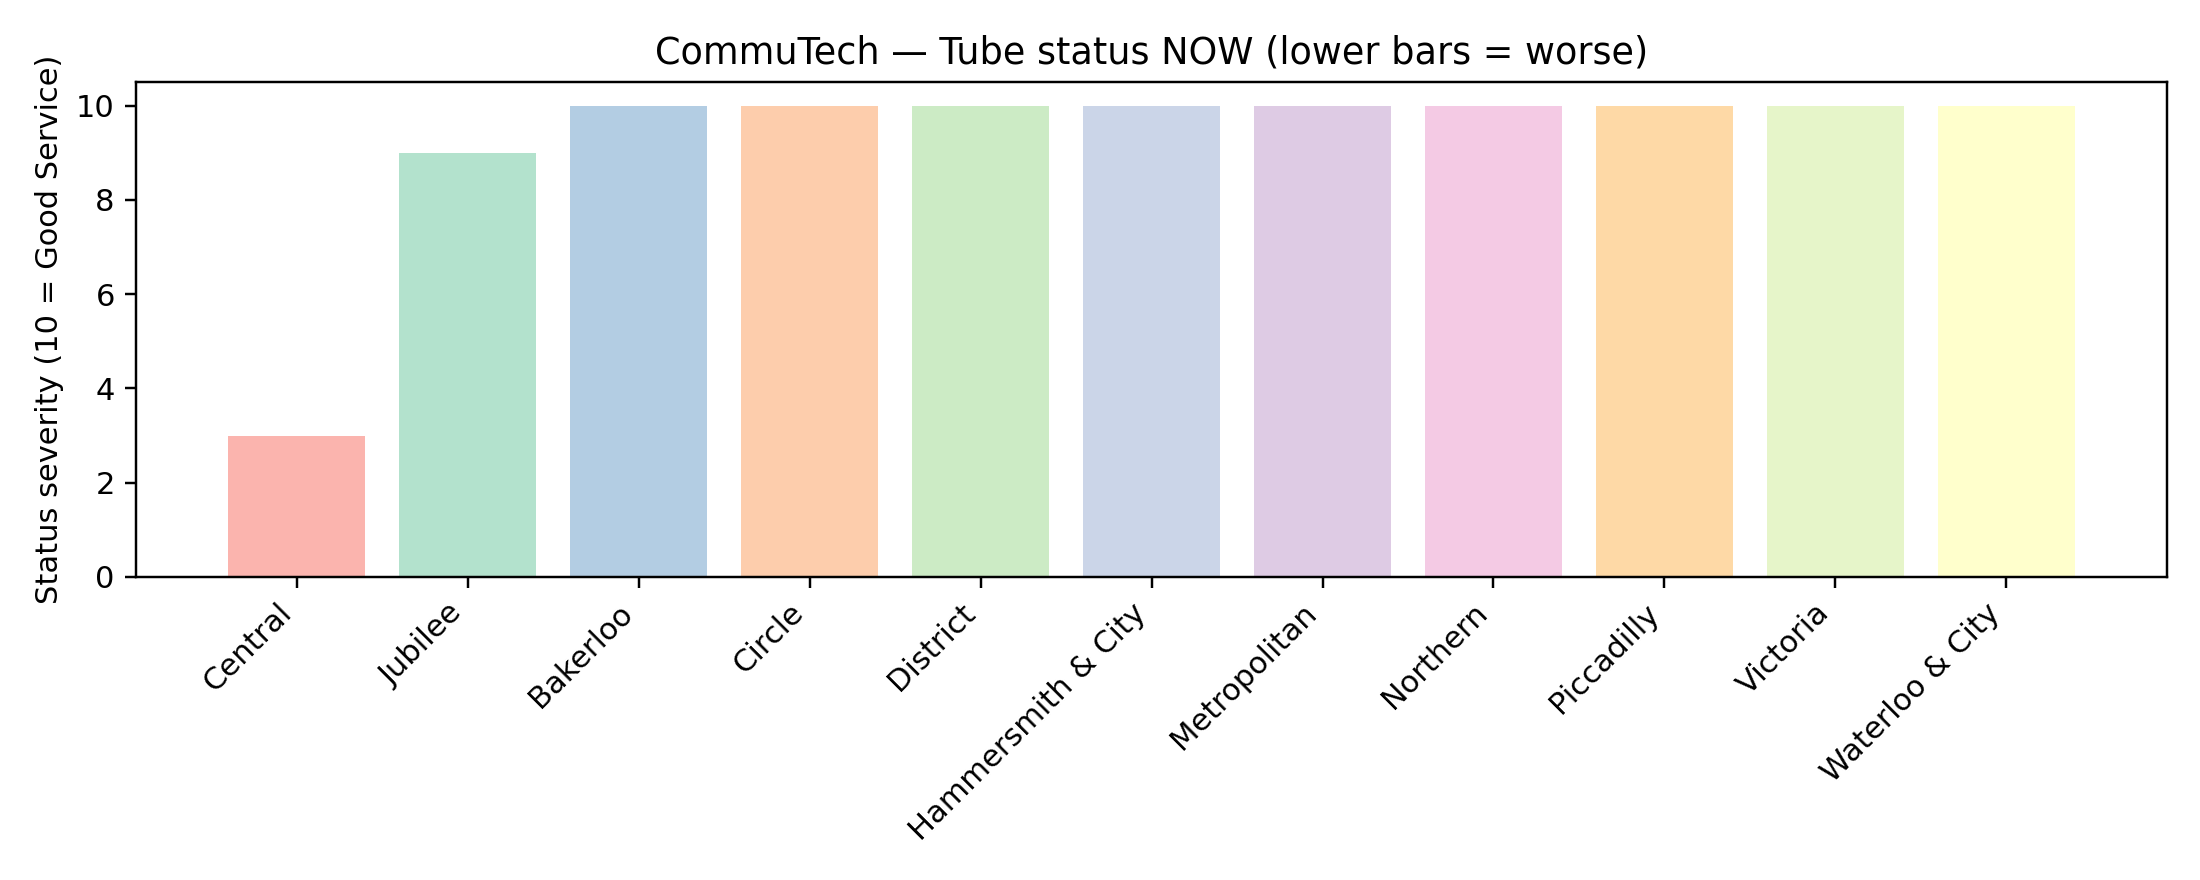 CommuTech — Tube status NOW (lower bars = worse)
Status severity (10 = Good Service)
10
8
6
4
2
0
Central
Jubilee
Bakerloo
Circle
District
Hammersmith & City
Metropolitan
Northern
Piccadilly
Victoria
Waterloo & City